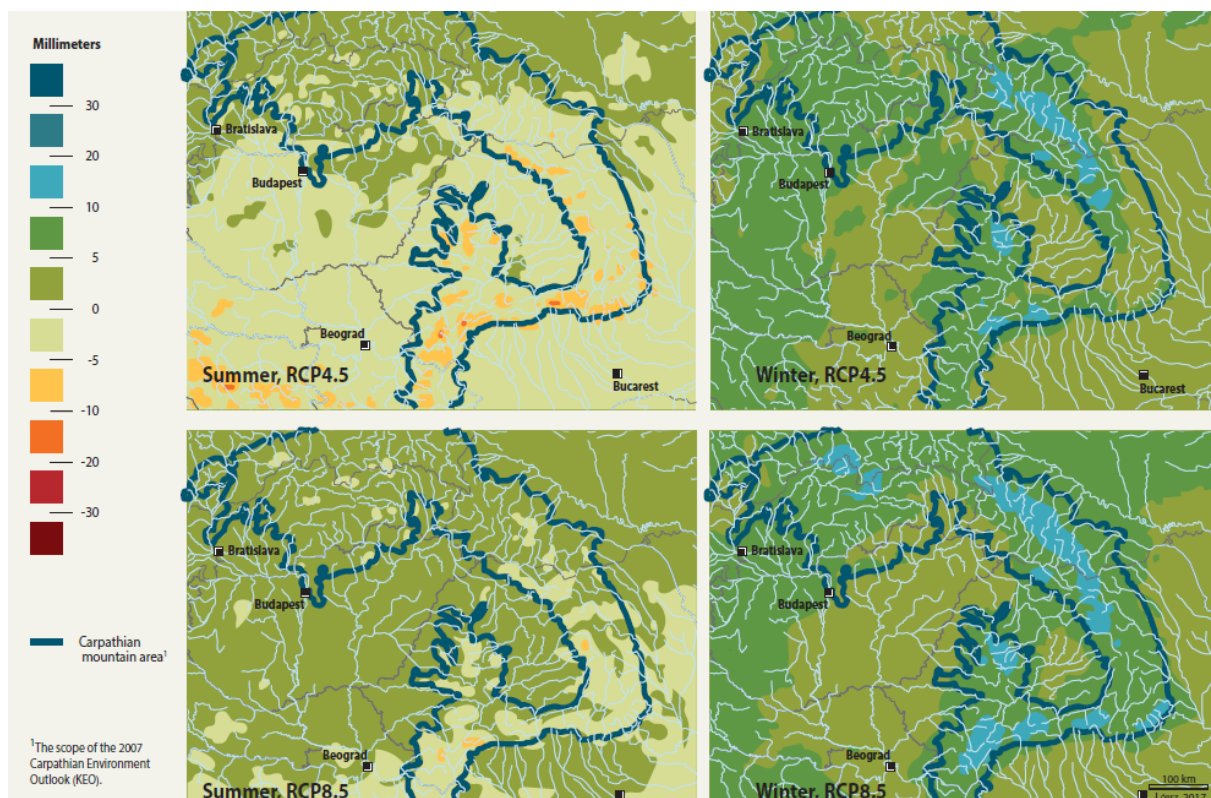 Millimeters
30
20
10
5
0
-5
-10
-20
-30
Carpathian
mountain area¹
¹The scope of the 2007
Carpathian Environment
Outlook (KEO).
Bratislava
Budapest
Beograd
Summer, RCP4.5
Bucarest
Bratislava
Budapest
Beograd
Winter, RCP4.5
Bucarest
Bratislava
Budapest
Beograd
Summer, RCP8.5
Bratislava
Budapest
Beograd
Winter, RCP8.5
100 km
2017